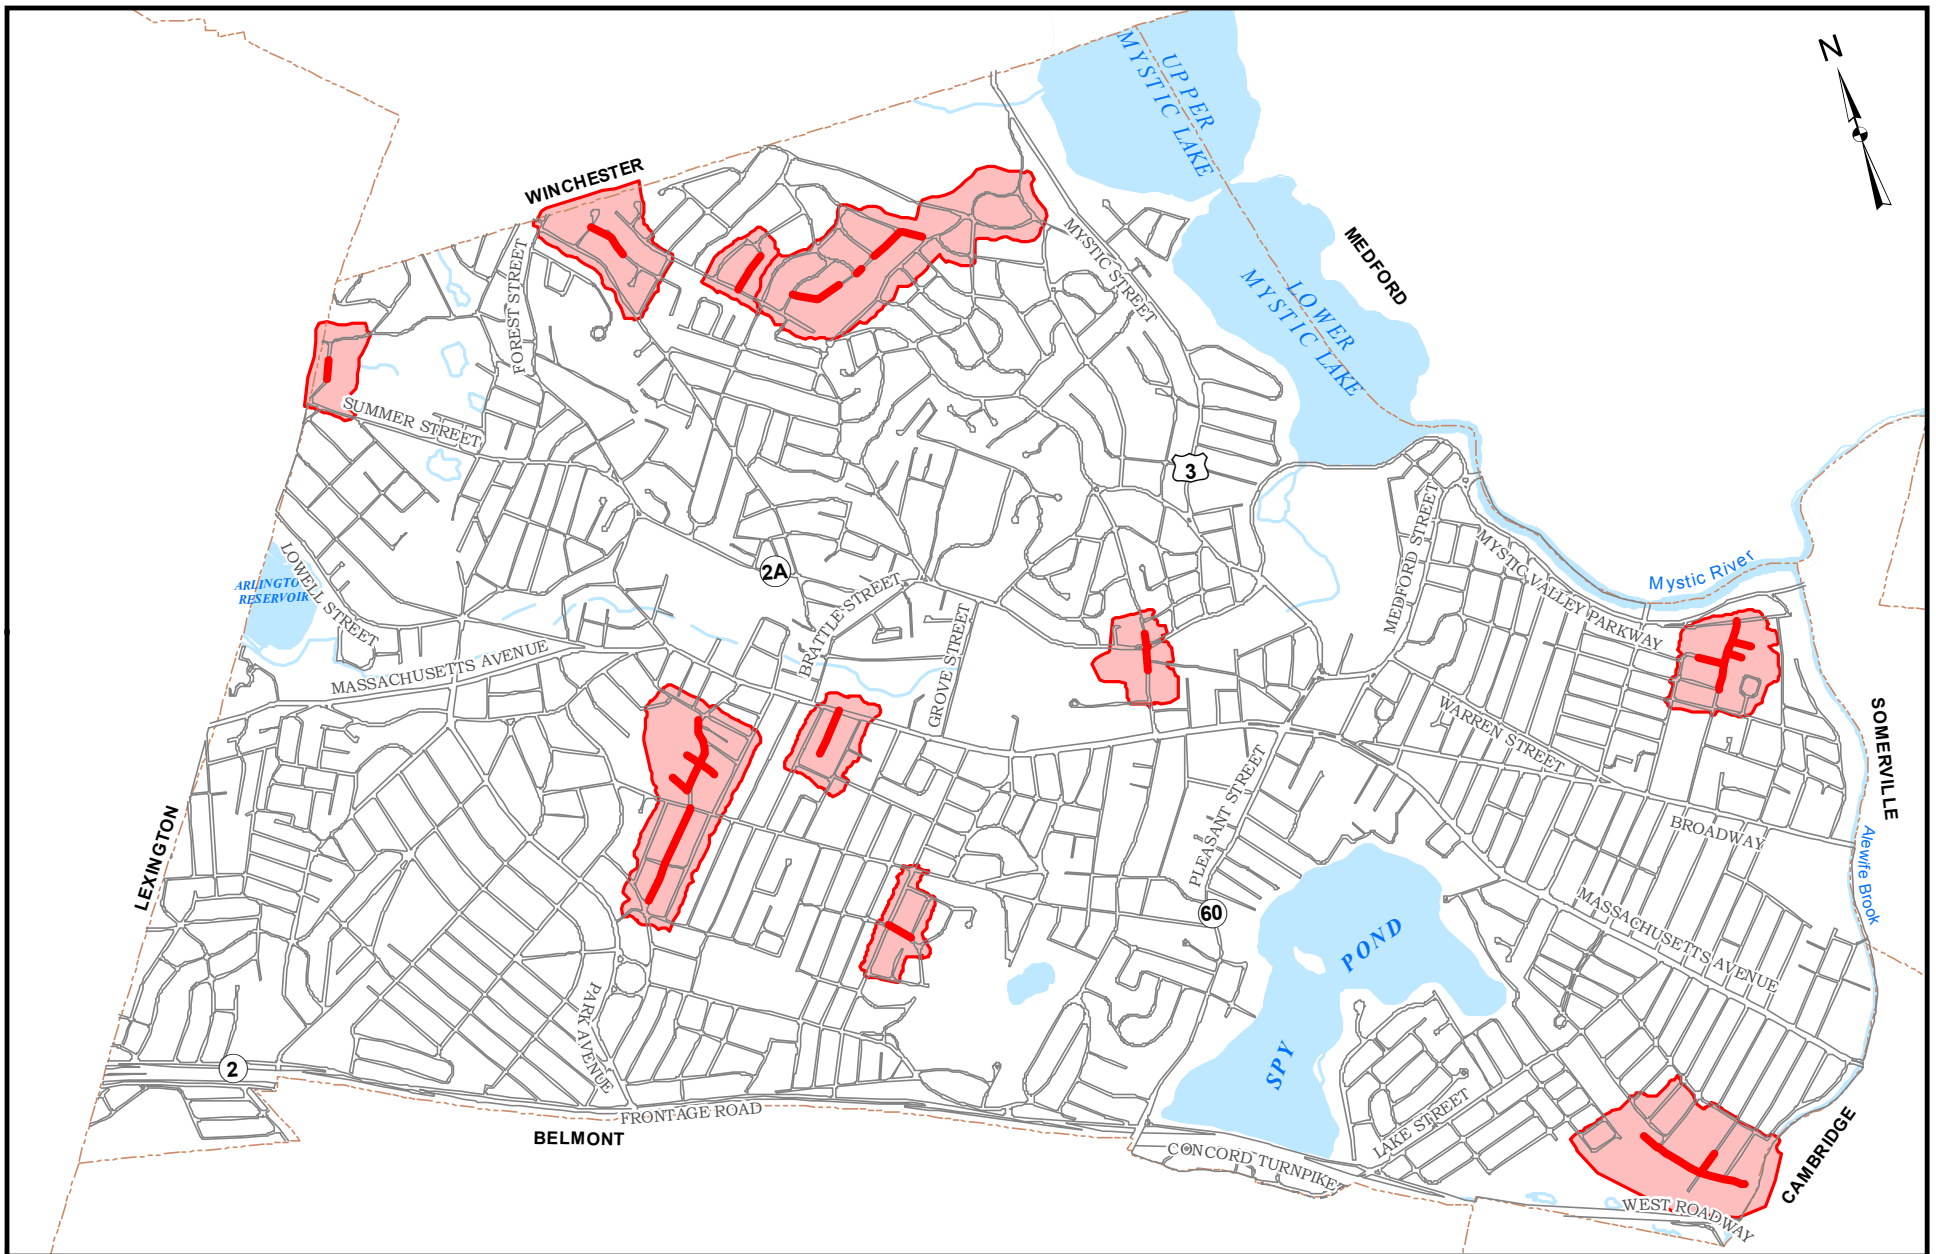 N
UPPER
MYSTIC LAKE
WINCHESTER
MEDFORD
MYSTIC STREET
FOREST STREET
LOWER
MYSTIC LAKE
SUMMER STREET
3
MEDFORD STREET
MYSTIC VALLEY PARKWAY
Mystic River
LOWELL STREET
2A
ARLINGTO
RESERVOIR
BRATTLE STREET
GROVE STREET
MASSACHUSETTS AVENUE
WARREN STREET
SOMERVILLE
PLEASANT STREET
BROADWAY
LEXINGTON
Alewife Brook
60
MASSACHUSETTS AVENUE
SPY POND
PARK AVENUE
2
FRONTAGE ROAD
BELMONT
LAKE STREET
CONCORD TURNPIKE
CAMBRIDGE
WEST ROADWAY